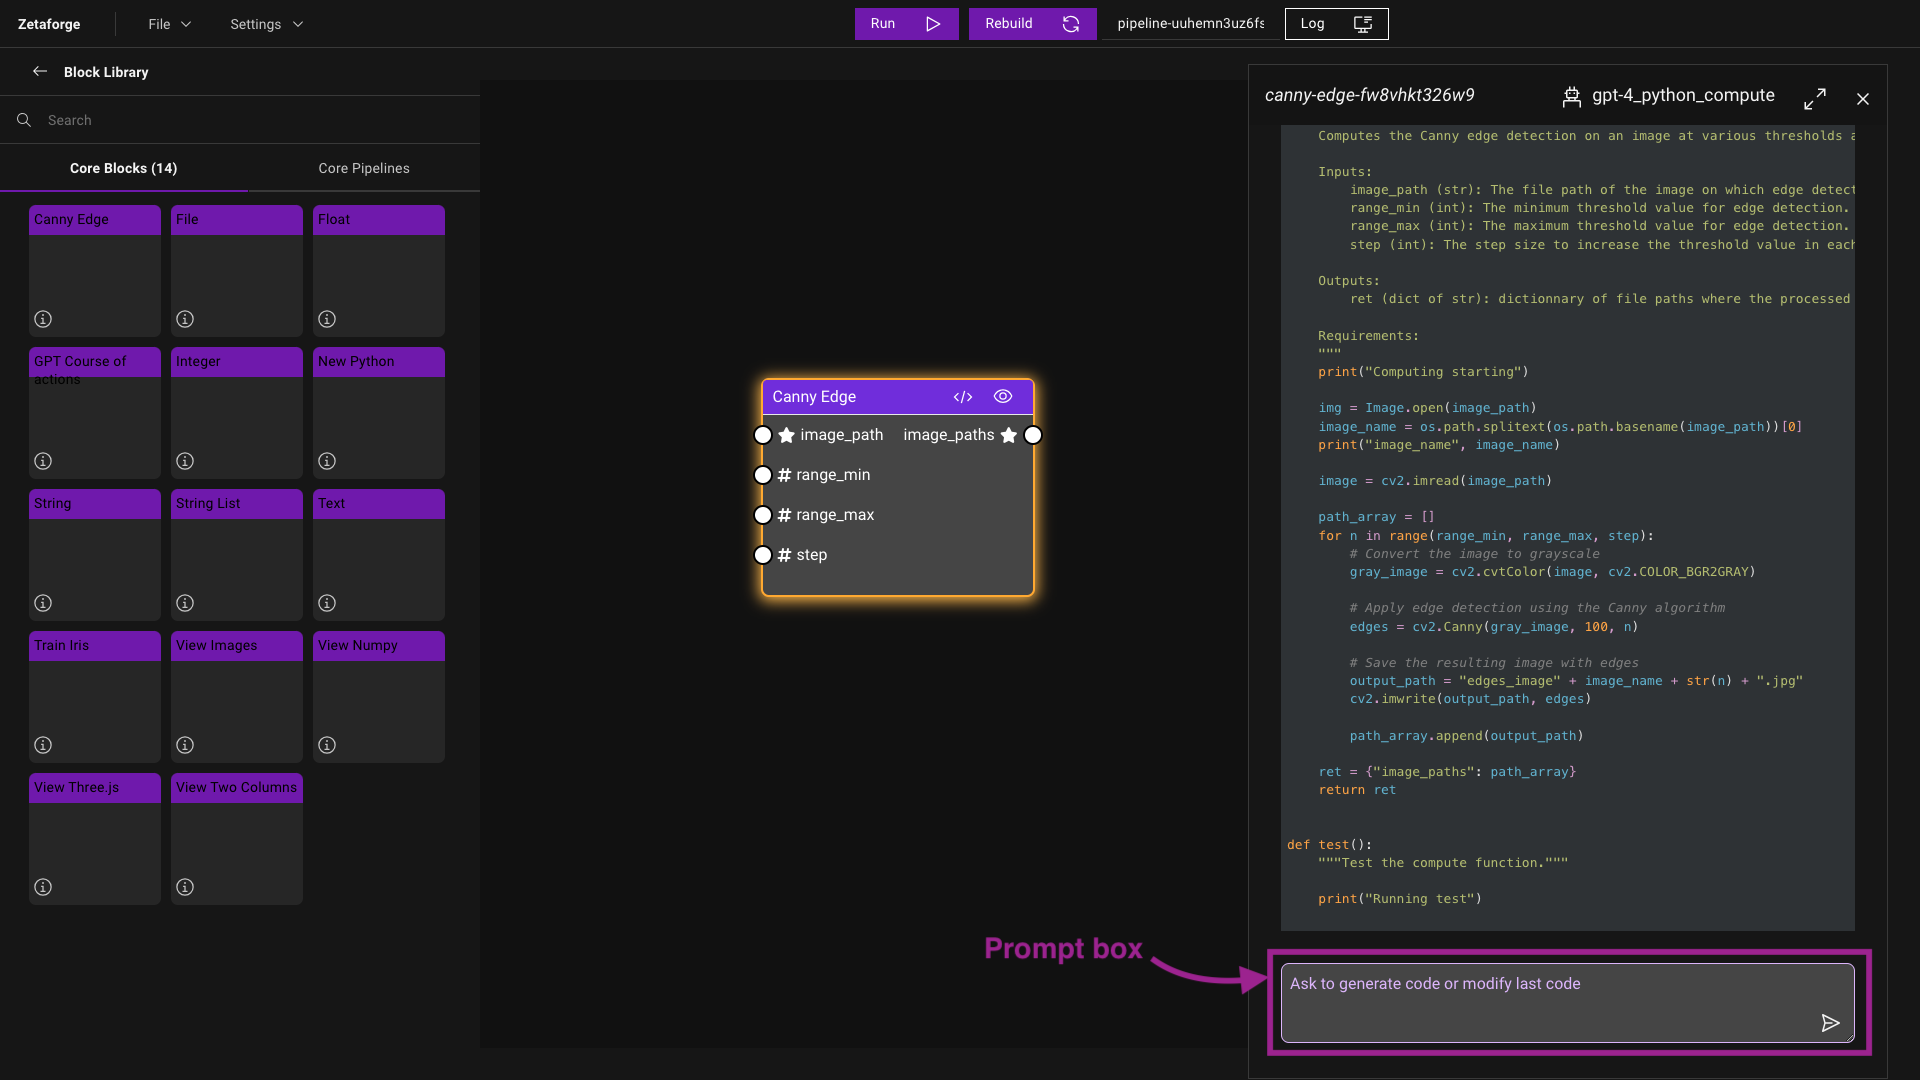 Zetaforge
File
Settings
Run
Rebuild
pipeline-uuhemn3uz6fs
Log
Block Library
Search
Core Blocks (14)
Core Pipelines
Canny Edge
File
Float
GPT Course of
actions
Integer
New Python
String
String List
Text
Train Iris
View Images
View Numpy
View Three.js
View Two Columns
Canny Edge
image_path
image_paths
# range_min
# range_max
# step
Prompt box
canny-edge-fw8vhkt326w9
gpt-4_python_compute
Computes the Canny edge detection on an image at various thresholds a
Inputs:
image_path (str): The file path of the image on which edge detect
range_min (int): The minimum threshold value for edge detection.
range_max (int): The maximum threshold value for edge detection.
step (int): The step size to increase the threshold value in each
Outputs:
ret (dict of str): dictionnary of file paths where the processed
Requirements:
"""
print("Computing starting")
img = Image.open(image_path)
image_name = os.path.splitext(os.path.basename(image_path))[0]
print("image_name", image_name)
image = cv2.imread(image_path)
path_array = []
for n in range(range_min, range_max, step):
# Convert the image to grayscale
gray_image = cv2.cvtColor(image, cv2.COLOR_BGR2GRAY)
# Apply edge detection using the Canny algorithm
edges = cv2.Canny(gray_image, 100, n)
# Save the resulting image with edges
output_path = "edges_image" + image_name + str(n) + ".jpg"
cv2.imwrite(output_path, edges)
path_array.append(output_path)
ret = {"image_paths": path_array}
return ret
def test():
"""Test the compute function."""
print("Running test")
Ask to generate code or modify last code